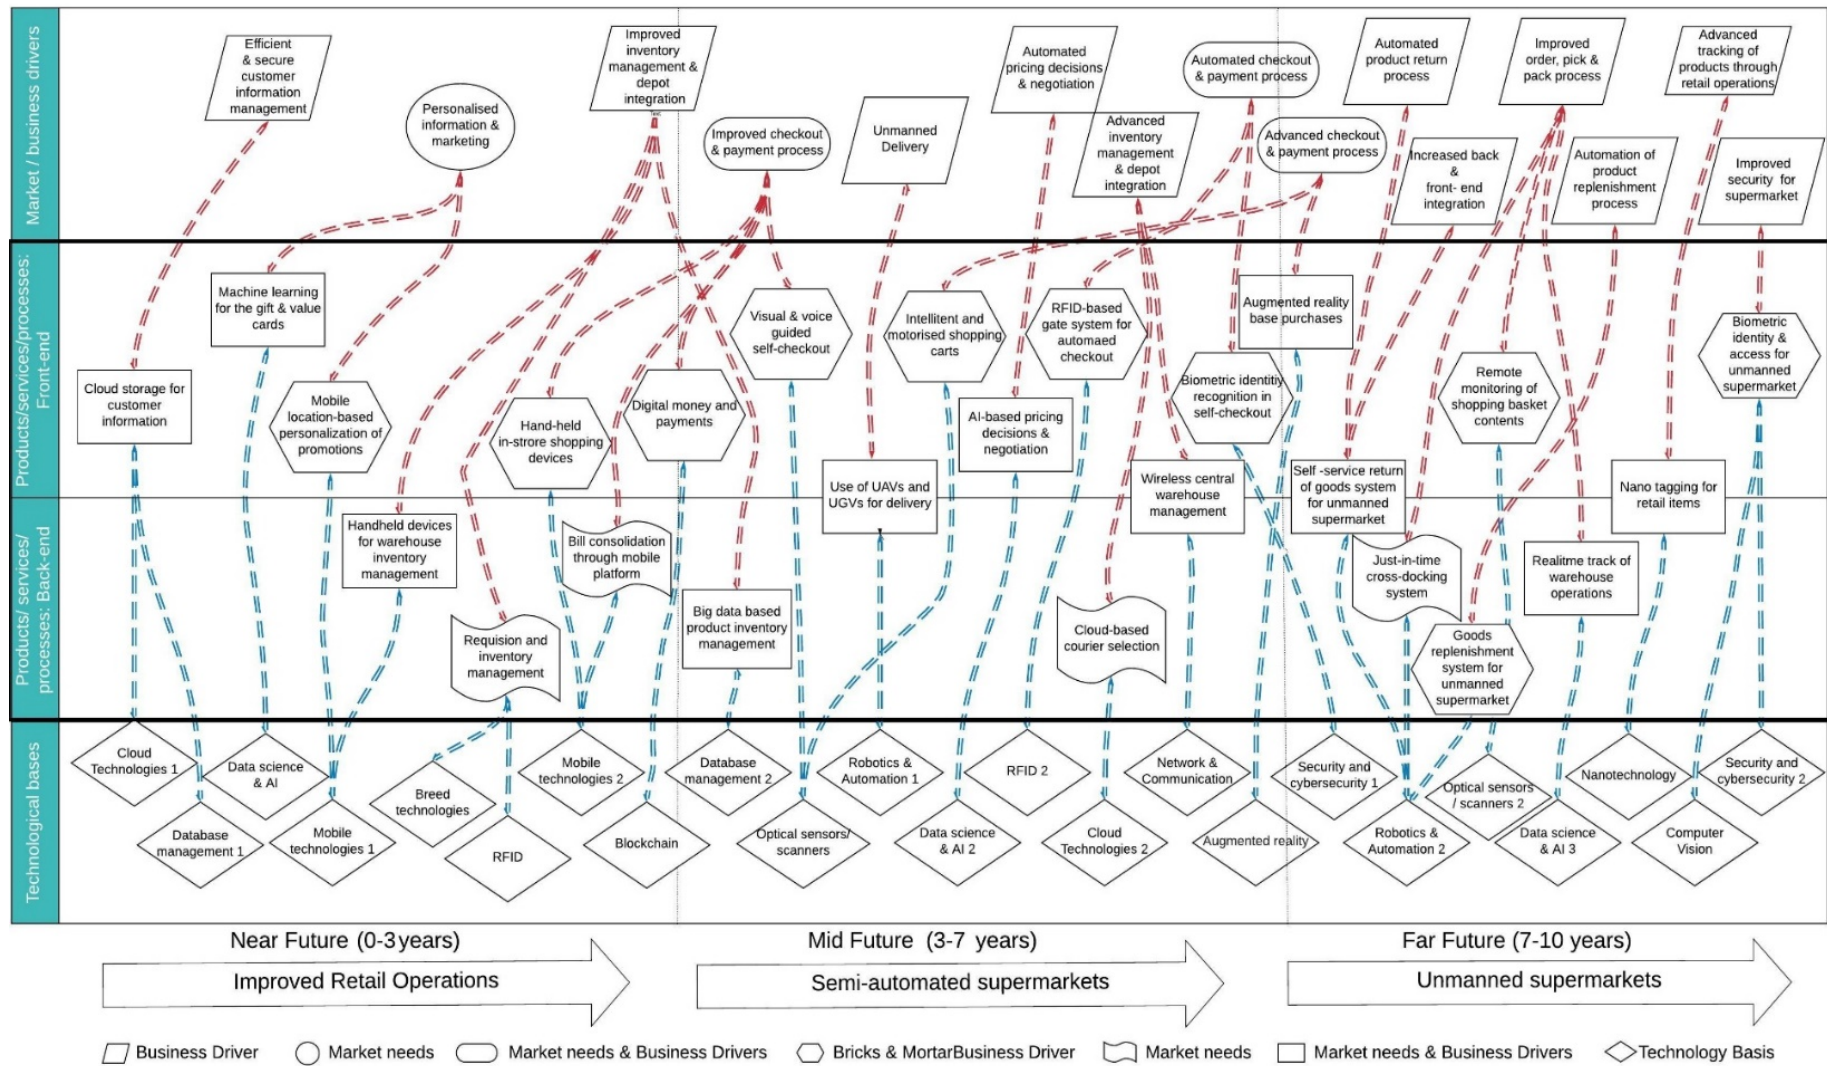 Market / business drivers
Efficient
& secure
customer
information
management
Personalised
information &
marketing
Improved
inventory
management &
depot
integration
Text
Improved checkout
& payment process
Unmanned
Delivery
Automated
pricing decisions
& negotiation
Advanced
inventory
management
& depot
integration
Automated checkout
& payment process
Advanced checkout
& payment process
Automated
product return
process
Increased back
&
front- end
integration
Improved
order, pick &
pack process
Automation of
product
replenishment
process
Advanced
tracking of
products through
retail operations
Improved
security for
supermarket
Products/services/processes:
Front-end
Cloud storage for
customer
information
Machine learning
for the gift & value
cards
Mobile
location-based
personalization of
promotions
Hand-held
in-strore shopping
devices
Digital money and
payments
Visual & voice
guided
self-checkout
Use of UAVs and
UGVs for delivery
Intellitent and
motorised shopping
carts
AI-based pricing
decisions &
negotiation
RFID-based
gate system for
automaed
checkout
Wireless central
warehouse
management
Biometric identitiy
recognition in
self-checkout
Augmented reality
base purchases
Self -service return
of goods system
for unmanned
supermarket
Remote
monitoring of
shopping basket
contents
Nano tagging for
retail items
Biometric
identity &
access for
unmanned
supermarket
Products/ services/
processes: Back-end
Handheld devices
for warehouse
inventory
management
Requision and
inventory
management
Bill consolidation
through mobile
platform
Big data based
product inventory
management
Cloud-based
courier selection
Just-in-time
cross-docking
system
Goods
replenishment
system for
unmanned
supermarket
Realitme track of
warehouse
operations
Technological bases
Cloud
Technologies 1
Database
management 1
Data science
& AI
Mobile
technologies 1
Breed
technologies
RFID
Mobile
technologies 2
Blockchain
Database
management 2
Optical sensors/
scanners
Robotics &
Automation 1
Data science
& AI 2
RFID 2
Cloud
Technologies 2
Network &
Communication
Augmented reality
Security and
cybersecurity 1
Robotics &
Automation 2
Optical sensors
/ scanners 2
Data science
& AI 3
Nanotechnology
Computer
Vision
Security and
cybersecurity 2
Near Future (0-3 years)
Improved Retail Operations
Mid Future (3-7 years)
Semi-automated supermarkets
Far Future (7-10 years)
Unmanned supermarkets
Business Driver
Market needs
Market needs & Business Drivers
Bricks & MortarBusiness Driver
Market needs
Market needs & Business Drivers
Technology Basis